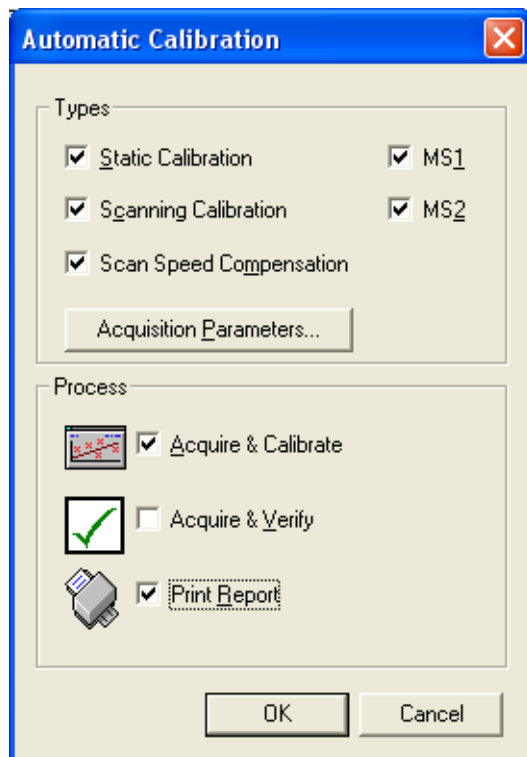 Automatic Calibration
Types
Static Calibration MS1
Scanning Calibration MS2
Scan Speed Compensation
Acquisition Parameters...
Process
Acquire & Calibrate
Acquire & Verify
Print Report
OK Cancel